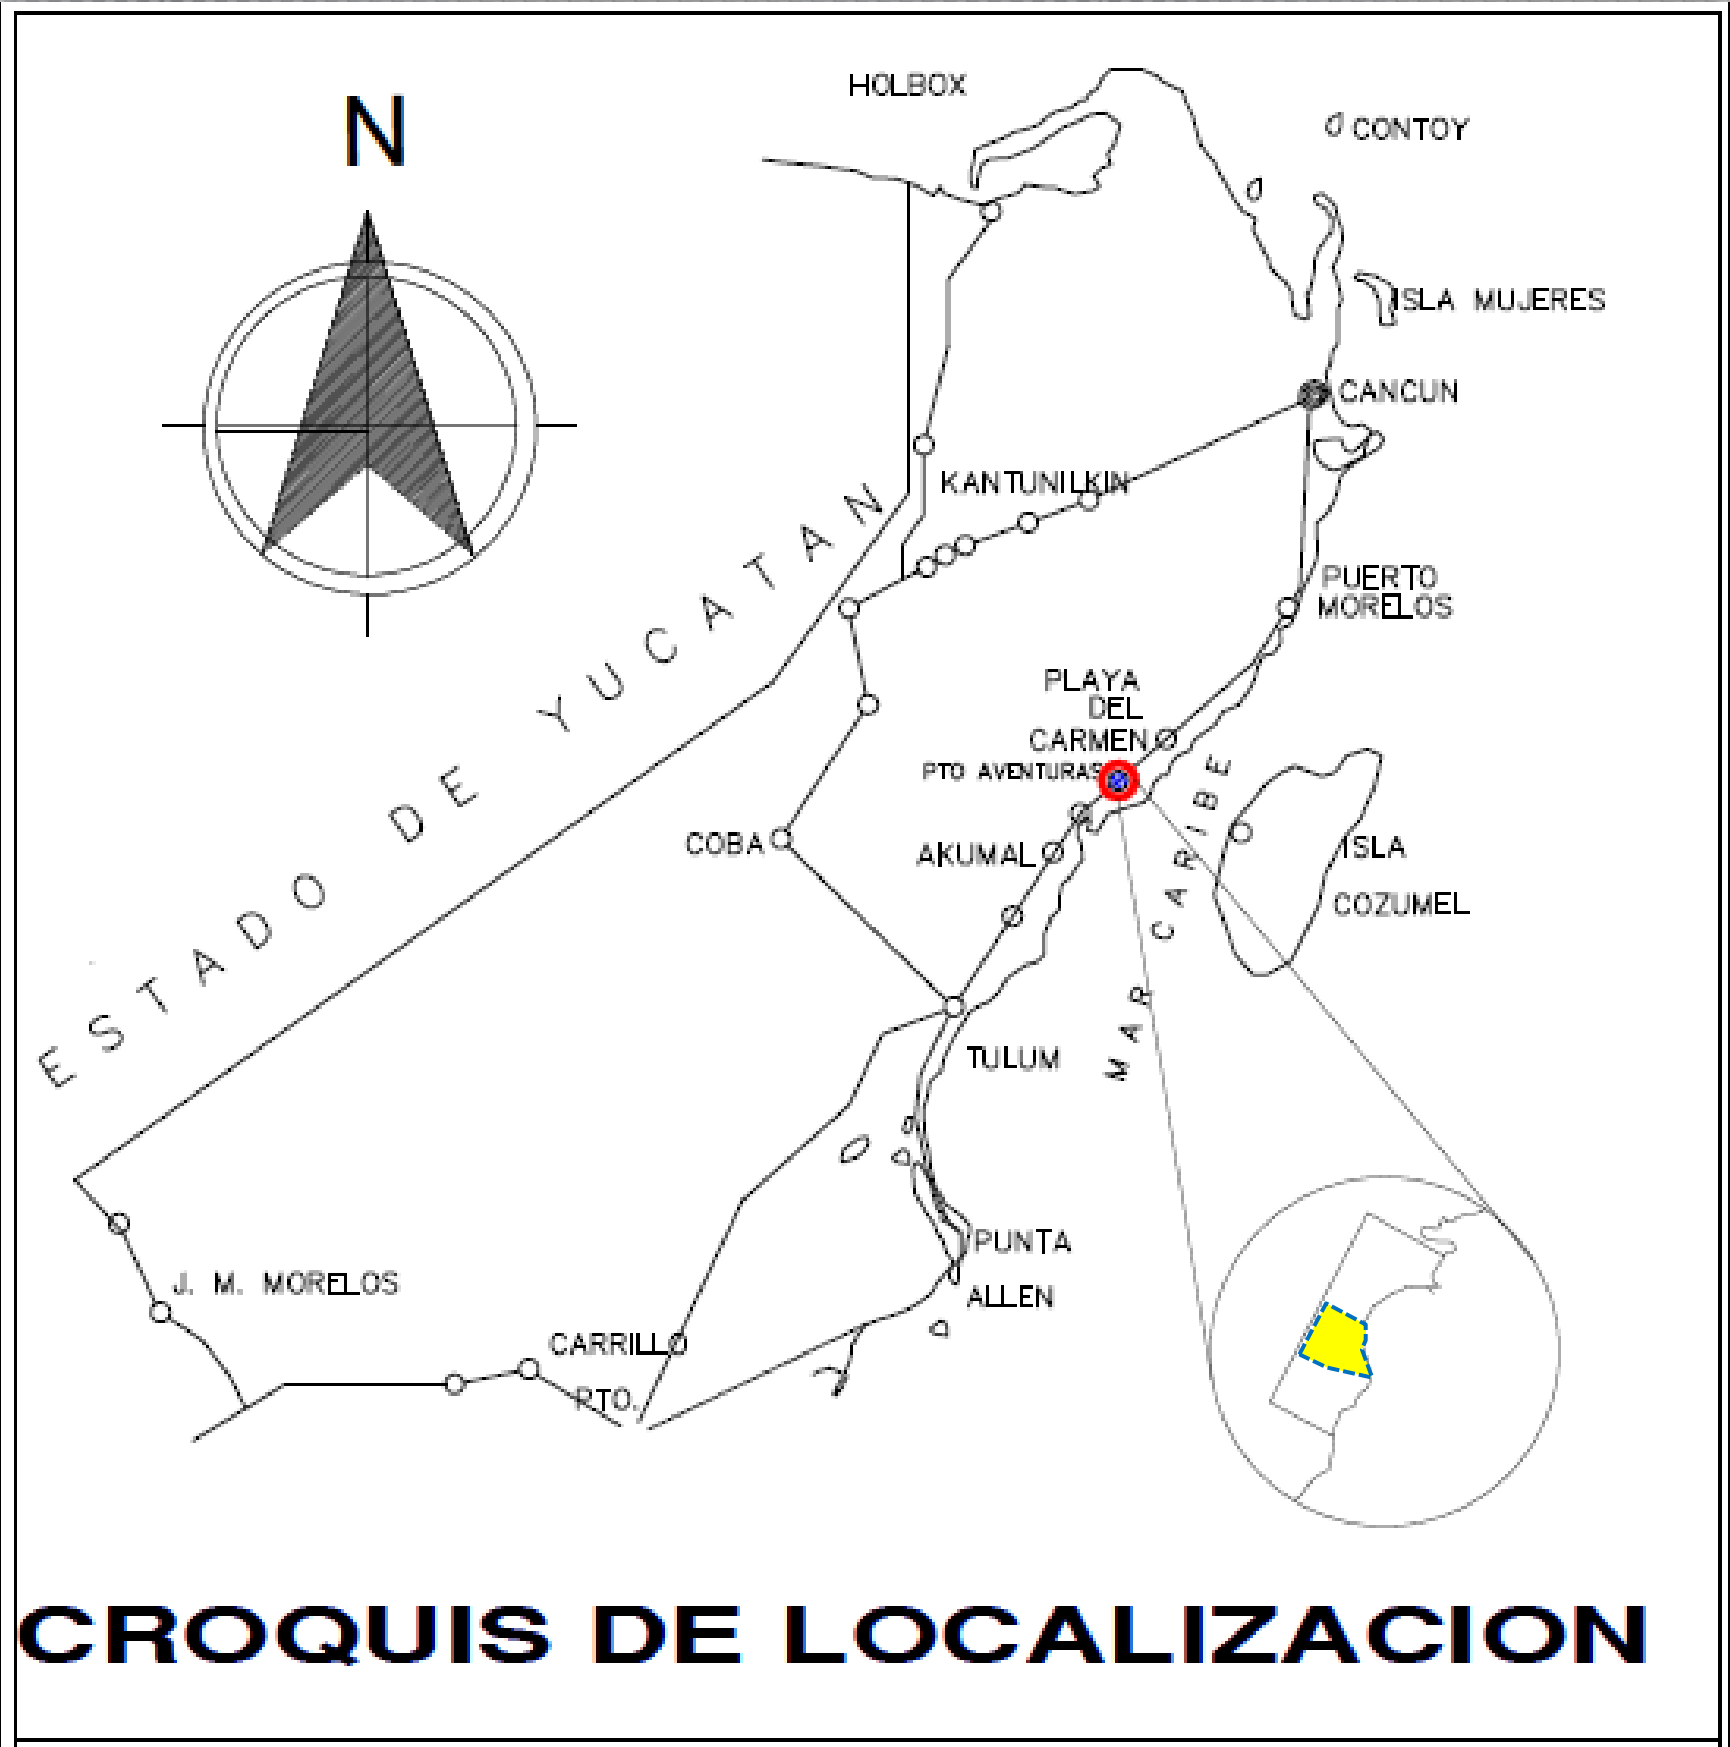 N
HOLBOX
CONTOY
ISLA MUJERES
CANCUN
KANTUNILKIN
ESTADO DE YUCATAN
PUERTO
MORELOS
PLAYA
DEL
CARMEN
PTO AVENTURAS
COBA
AKUMAL
MAR CARIBE
ISLA
COZUMEL
TULUM
PUNTA
ALLEN
J. M. MORELOS
CARRILLO
PTO.
CROQUIS DE LOCALIZACION